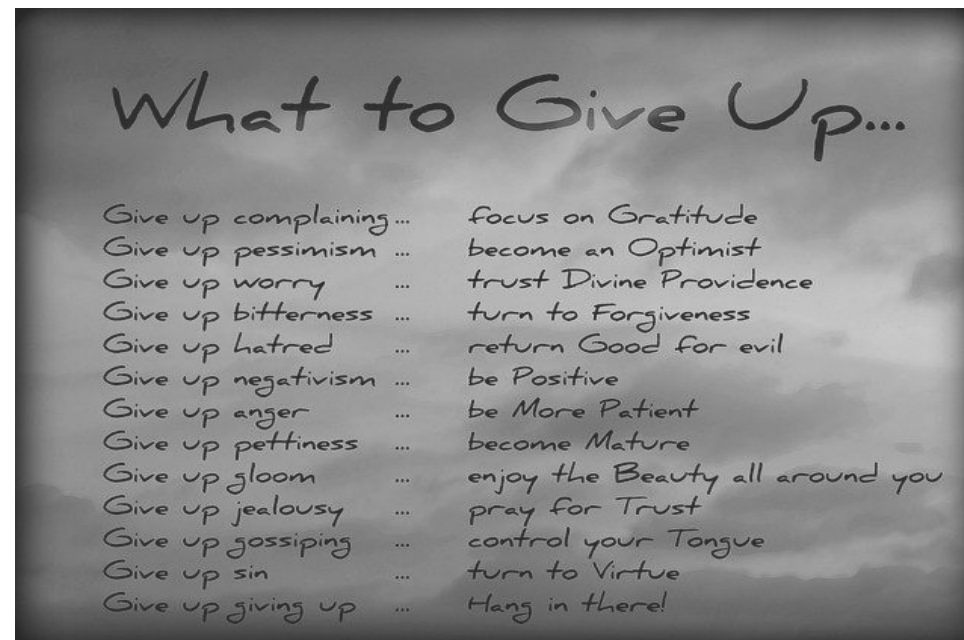 What to Give Up...
Give up complaining ... focus on Gratitude
Give up pessimism ... become an Optimist
Give up worry ... trust Divine Providence
Give up bitterness ... turn to Forgiveness
Give up hatred ... return Good for evil
Give up negativism ... be Positive
Give up anger ... be More Patient
Give up pettiness ... become Mature
Give up gloom ... enjoy the Beauty all around you
Give up jealousy ... pray for Trust
Give up gossiping ... control your Tongue
Give up sin ... turn to Virtue
Give up giving up ... Hang in there!